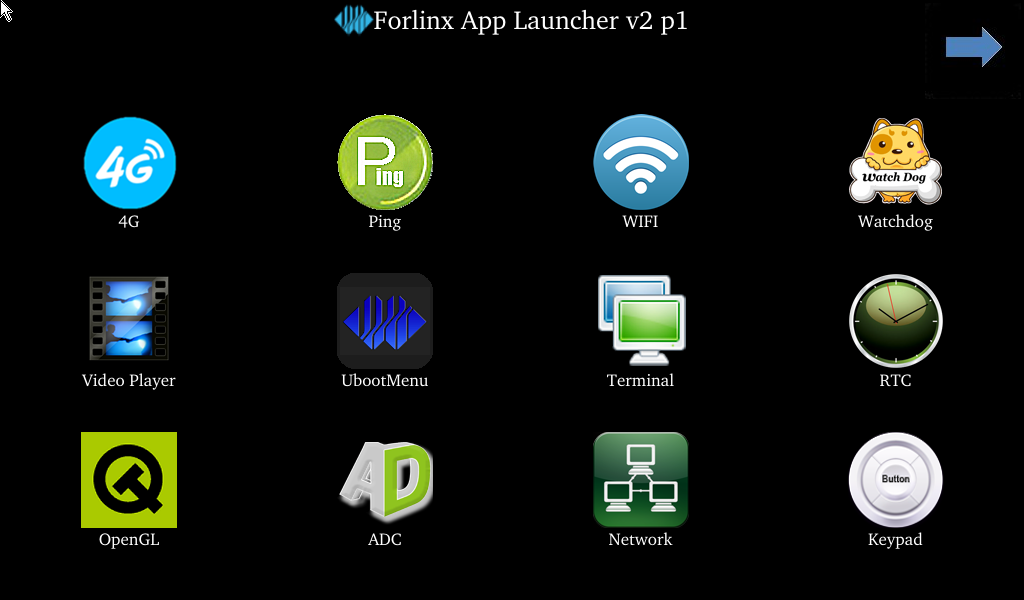 Forlinx App Launcher v2 p1
4G
Ping
Watch Dog
4G
Ping
WIFI
Watchdog
Video Player
UbootMenu
Terminal
RTC
AD
Button
OpenGL
ADC
Network
Keypad